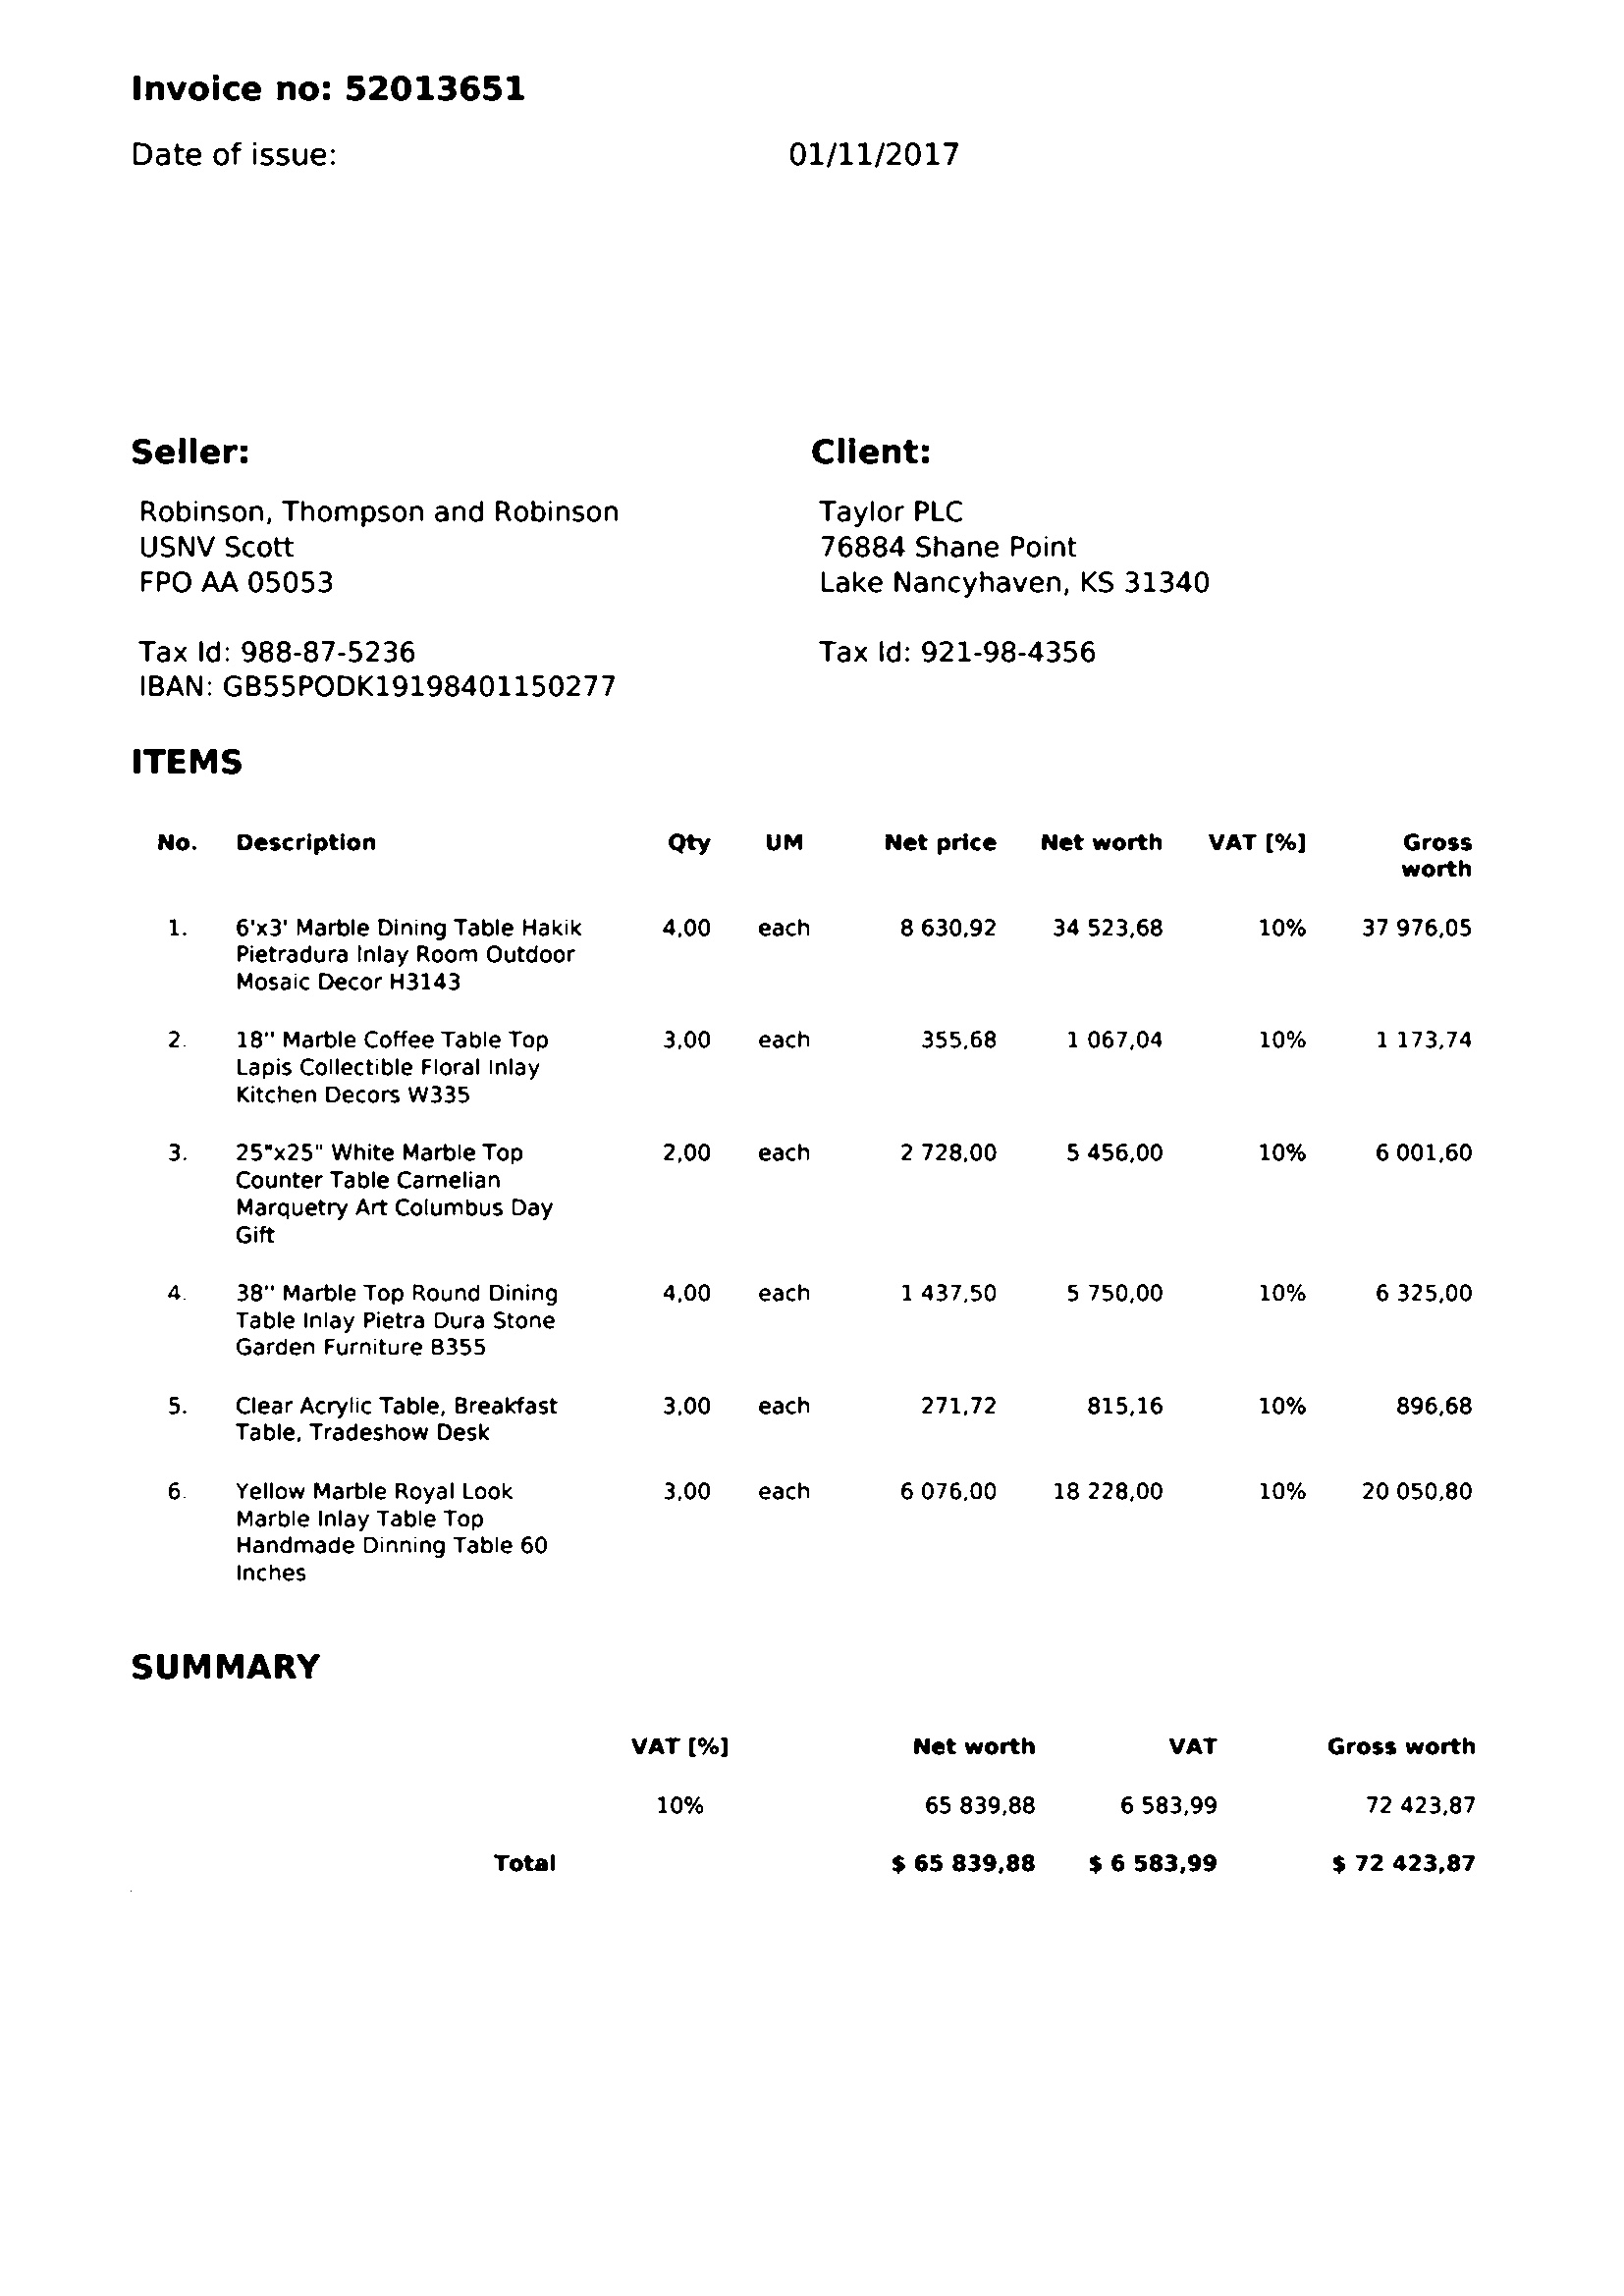 Invoice no: 52013651
Date of issue: 01/11/2017
Seller: Client:
Robinson, Thompson and Robinson Taylor PLC
USNV Scott 76884 Shane Point
FPO AA 05053 Lake Nancyhaven, KS 31340
Tax Id: 988-87-5236 Tax Id: 921-98-4356
IBAN: GB55PODK19198401150277
ITEMS
No. Description Qty UM Net price Net worth VAT [%] Gross
worth
1. 6'x3' Marble Dining Table Hakik 4,00 each 8 630,92 34 523,68 10% 37 976,05
Pietradura Inlay Room Outdoor
Mosaic Decor H3143
2. 18" Marble Coffee Table Top 3,00 each 355,68 1 067,04 10% 1 173,74
Lapis Collectible Floral Inlay
Kitchen Decors W335
3. 25"x25" White Marble Top 2,00 each 2 728,00 5 456,00 10% 6 001,60
Counter Table Carnelian
Marquetry Art Columbus Day
Gift
4. 38" Marble Top Round Dining 4,00 each 1 437,50 5 750,00 10% 6 325,00
Table Inlay Pietra Dura Stone
Garden Furniture B355
5. Clear Acrylic Table, Breakfast 3,00 each 271,72 815,16 10% 896,68
Table, Tradeshow Desk
6. Yellow Marble Royal Look 3,00 each 6 076,00 18 228,00 10% 20 050,80
Marble Inlay Table Top
Handmade Dinning Table 60
Inches
SUMMARY
VAT [%] Net worth VAT Gross worth
10% 65 839,88 6 583,99 72 423,87
Total $ 65 839,88 $ 6 583,99 $ 72 423,87